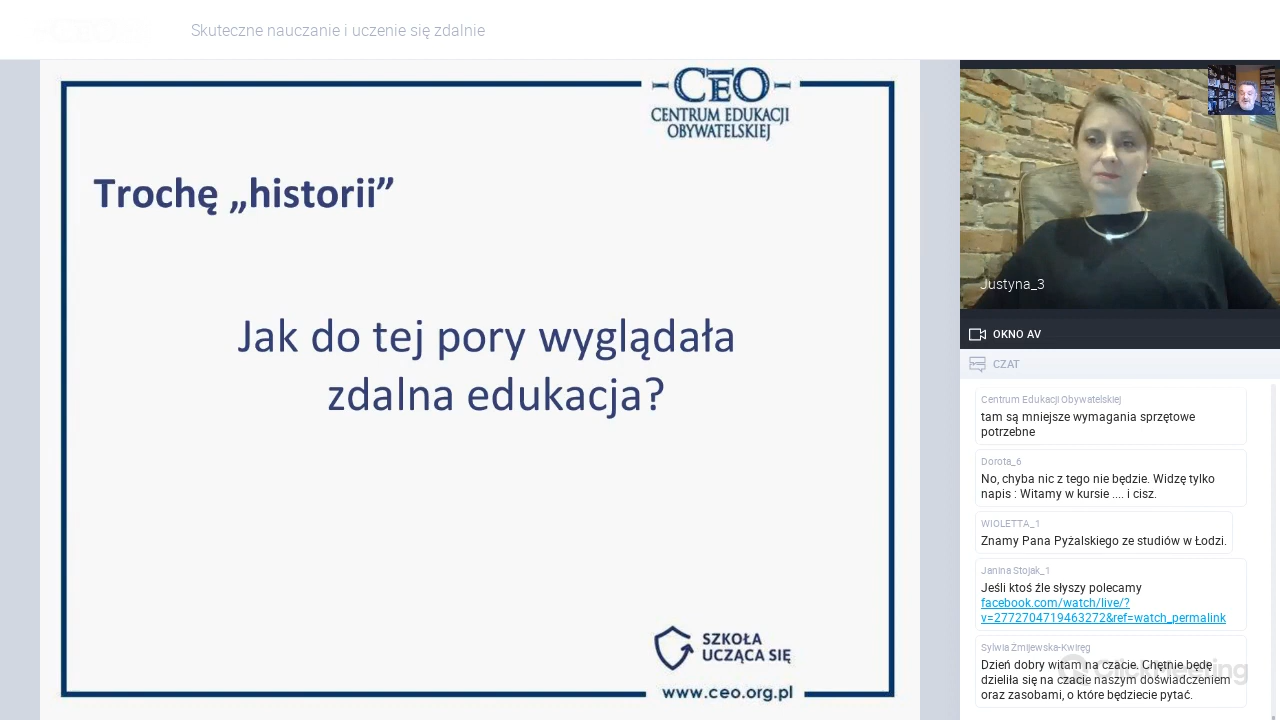 Skuteczne nauczanie i uczenie się zdalnie
CEO
CENTRUM EDUKACJI
OBYWATELSKIEJ
Trochę „historii”
Jak do tej pory wyglądała
zdalna edukacja?
SZKOŁA
UCZĄCA SIĘ
www.ceo.org.pl
Justyna_3
OKNO AV
CZAT
Centrum Edukacji Obywatelskiej
tam są mniejsze wymagania sprzętowe
potrzebne
Dorota_6
No, chyba nic z tego nie będzie. Widzę tylko
napis : Witamy w kursie .... i cisz.
WIOLETTA_1
Znamy Pana Pyżalskiego ze studiów w Łodzi.
Janina Stojak_1
Jeśli ktoś źle słyszy polecamy
facebook.com/watch/live/?
v=2772704719463272&ref=watch_permalink
Sylwia Żmijewska-Kwiręg
Dzień dobry witam na czacie. Chętnie będę
dzieliła się na czacie naszym doświadczeniem
oraz zasobami, o które będziecie pytać.
ClickMeeting